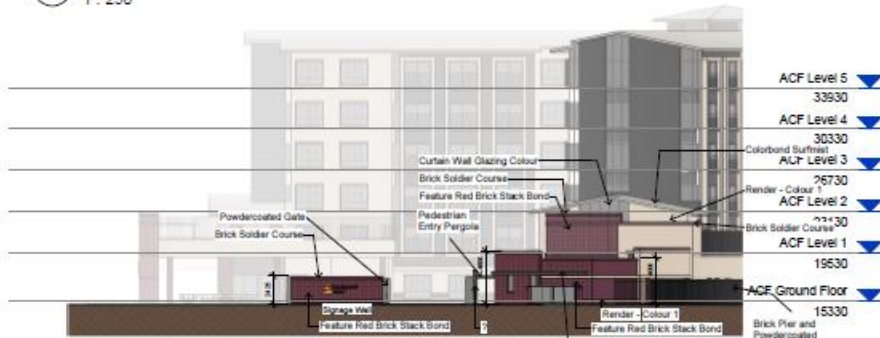 1 : 250
ACF Level 5
33930
ACF Level 4
30330
Colorbond Surfmist
Curtain Wall Glazing Colour
ACF Level 3
26730
Brick Soldier Course
Render - Colour 1
Feature Red Brick Stack Bond
ACF Level 2
23130
Powdercoated Gate
Pedestrian
Entry Pergola
Brick Soldier Course
Brick Soldier Course
ACF Level 1
19530
ACF Ground Floor
15330
Signage Wall
Render - Colour 1
Feature Red Brick Stack Bond
?
Feature Red Brick Stack Bond
Brick Pier and
Powdercoated